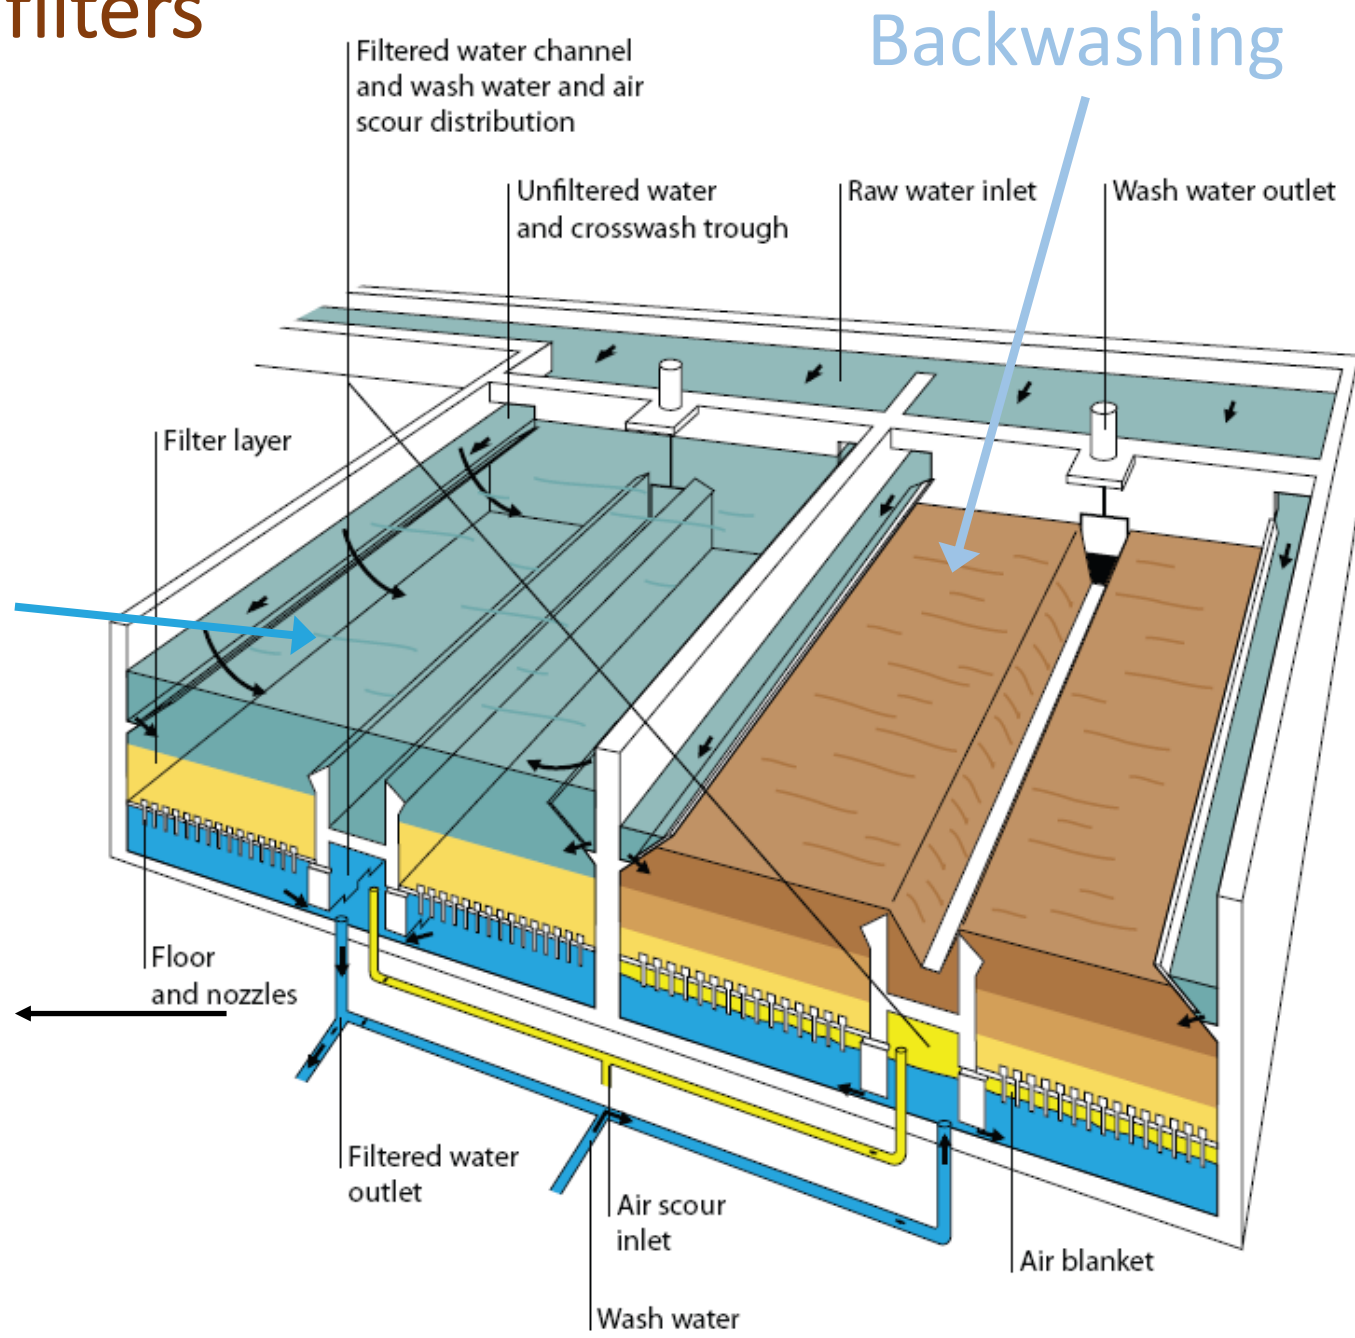 filters
Backwashing
Filtered water channel
and wash water and air
scour distribution
Unfiltered water
and crosswash trough
Raw water inlet
Wash water outlet
Filter layer
Floor
and nozzles
Filtered water
outlet
Air scour
inlet
Air blanket
Wash water